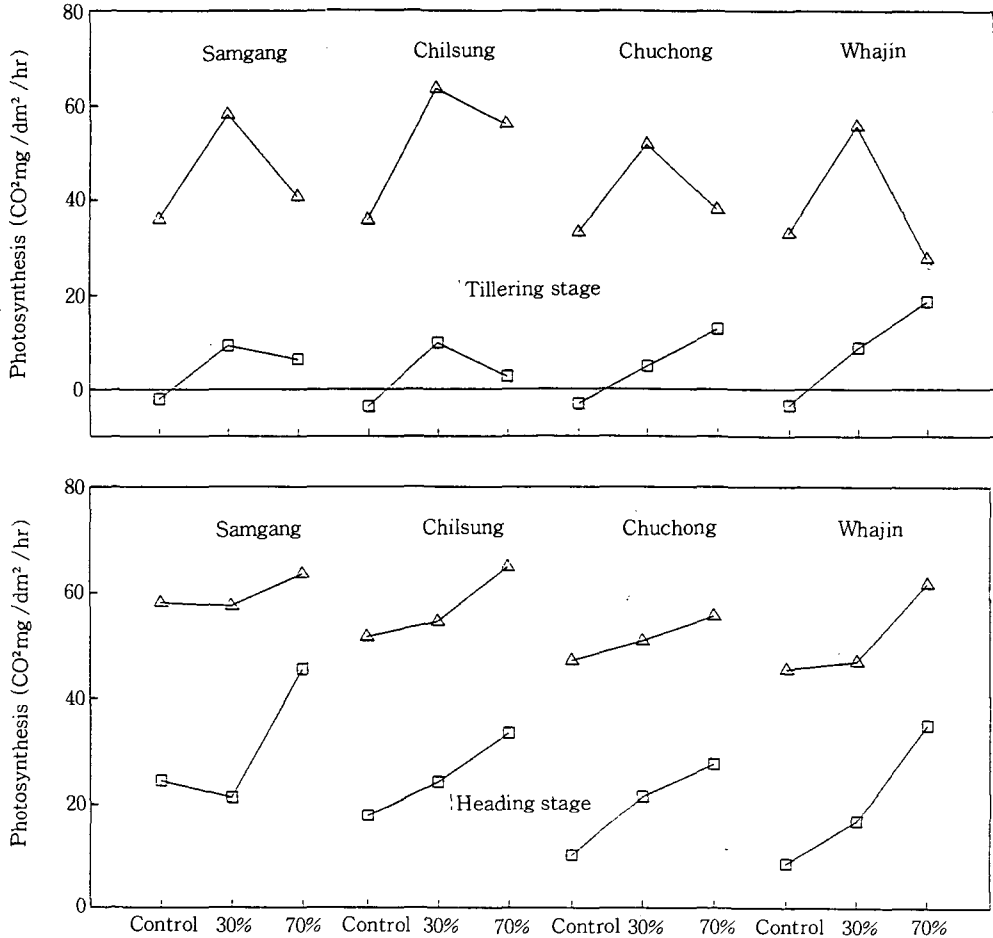 80
60
40
20
0
Photosynthesis (CO²mg /dm² /hr)
Samgang Chilsung Chuchong Whajin
Tillering stage
80
60
40
20
0
Photosynthesis (CO²mg /dm² /hr)
Samgang Chilsung Chuchong Whajin
Heading stage
Control 30% 70% Control 30% 70% Control 30% 70% Control 30% 70%